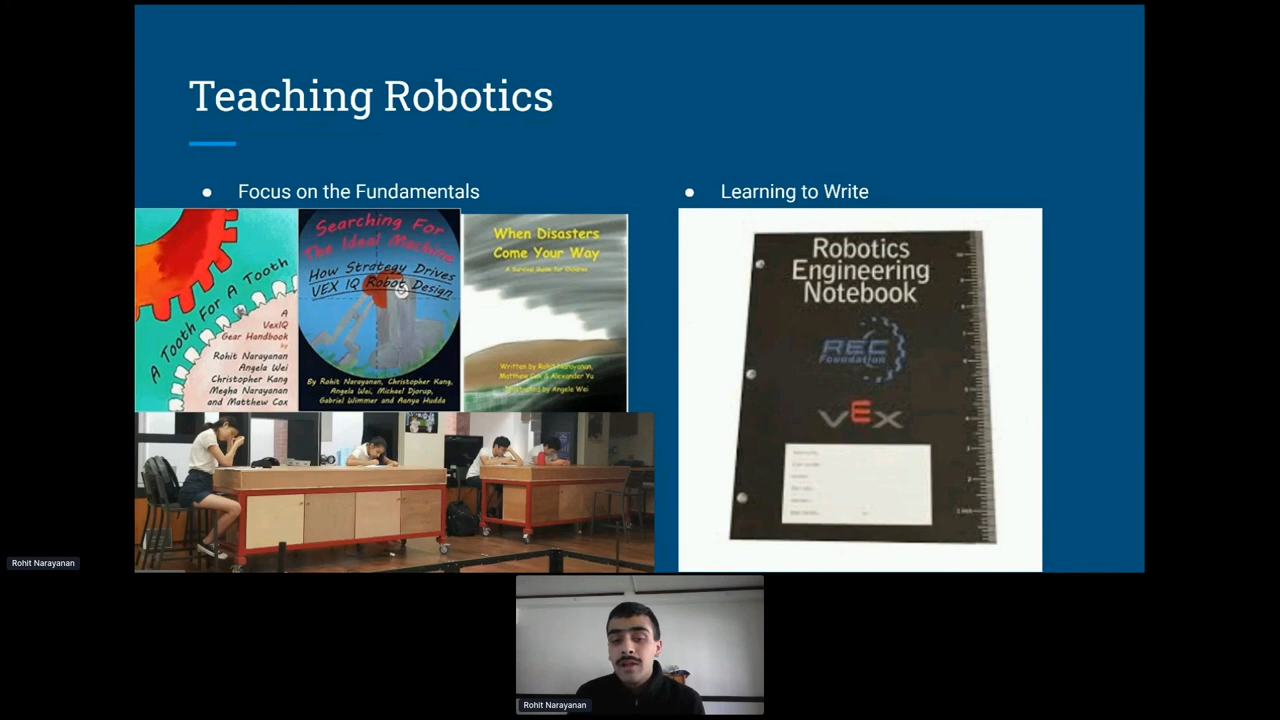 Teaching Robotics
Focus on the Fundamentals
Learning to Write
A Tooth For A Tooth
A
VexIQ
Gear Handbook
by
Rohit Narayanan
Angela Wei
Christopher Kang
Megha Narayanan
and Matthew Cox
Searching For
The Ideal Machine
How Strategy Drives
VEX IQ Robot Design
By Rohit Narayanan, Christopher Kang,
Angela Wei, Michael Djorup,
Gabriel Wimmer and Aanya Hudda
When Disasters
Come Your Way
A Survival Guide for Children
Written by Rohit Narayanan,
Matthew Cox & Alexander Yu
Illustrated by Angela Wei
Robotics
Engineering
Notebook
REC
Foundation
VEX
Rohit Narayanan
Rohit Narayanan